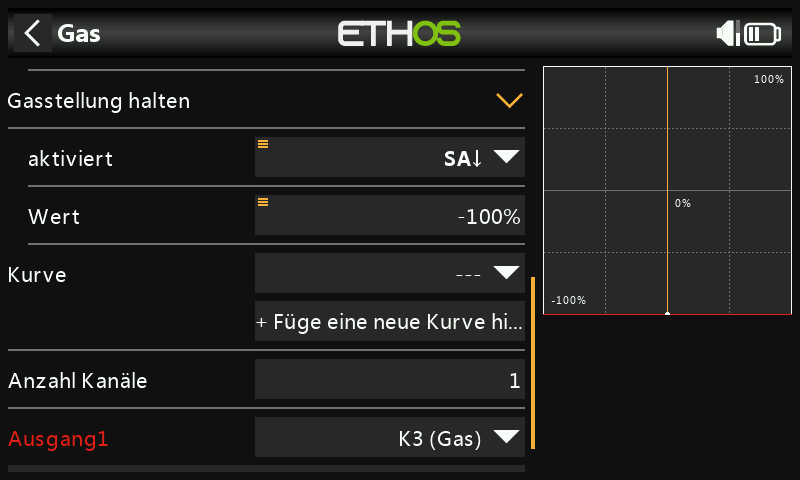 Gas
ETHOS
Gasstellung halten
aktiviert
SA↓
Wert
-100%
Kurve
---
+ Füge eine neue Kurve hi...
Anzahl Kanäle
1
Ausgang1
K3 (Gas)
100%
0%
-100%